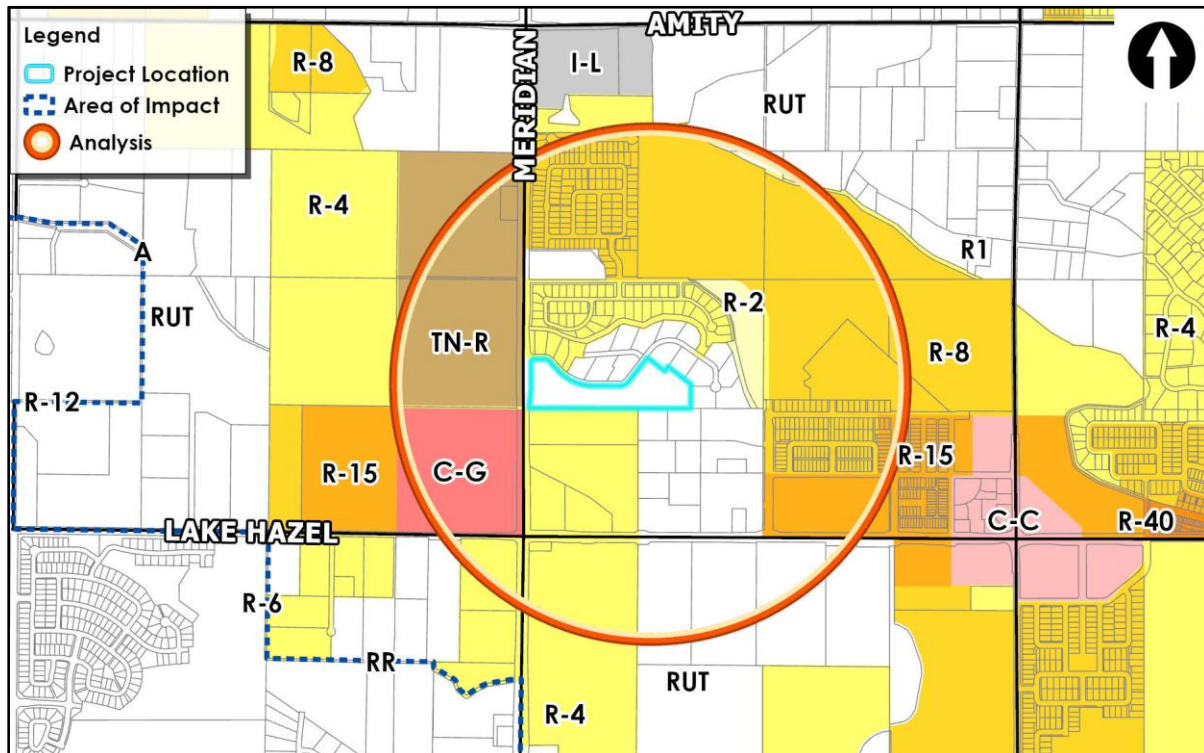 Legend
Project Location
Area of Impact
Analysis
AMITY
MERIDIAN
R-8
I-L
RUT
R-4
A
R1
RUT
R-2
R-4
TN-R
R-8
R-12
R-15
C-G
R-15
C-C
R-40
LAKE HAZEL
R-6
RR
RUT
R-4